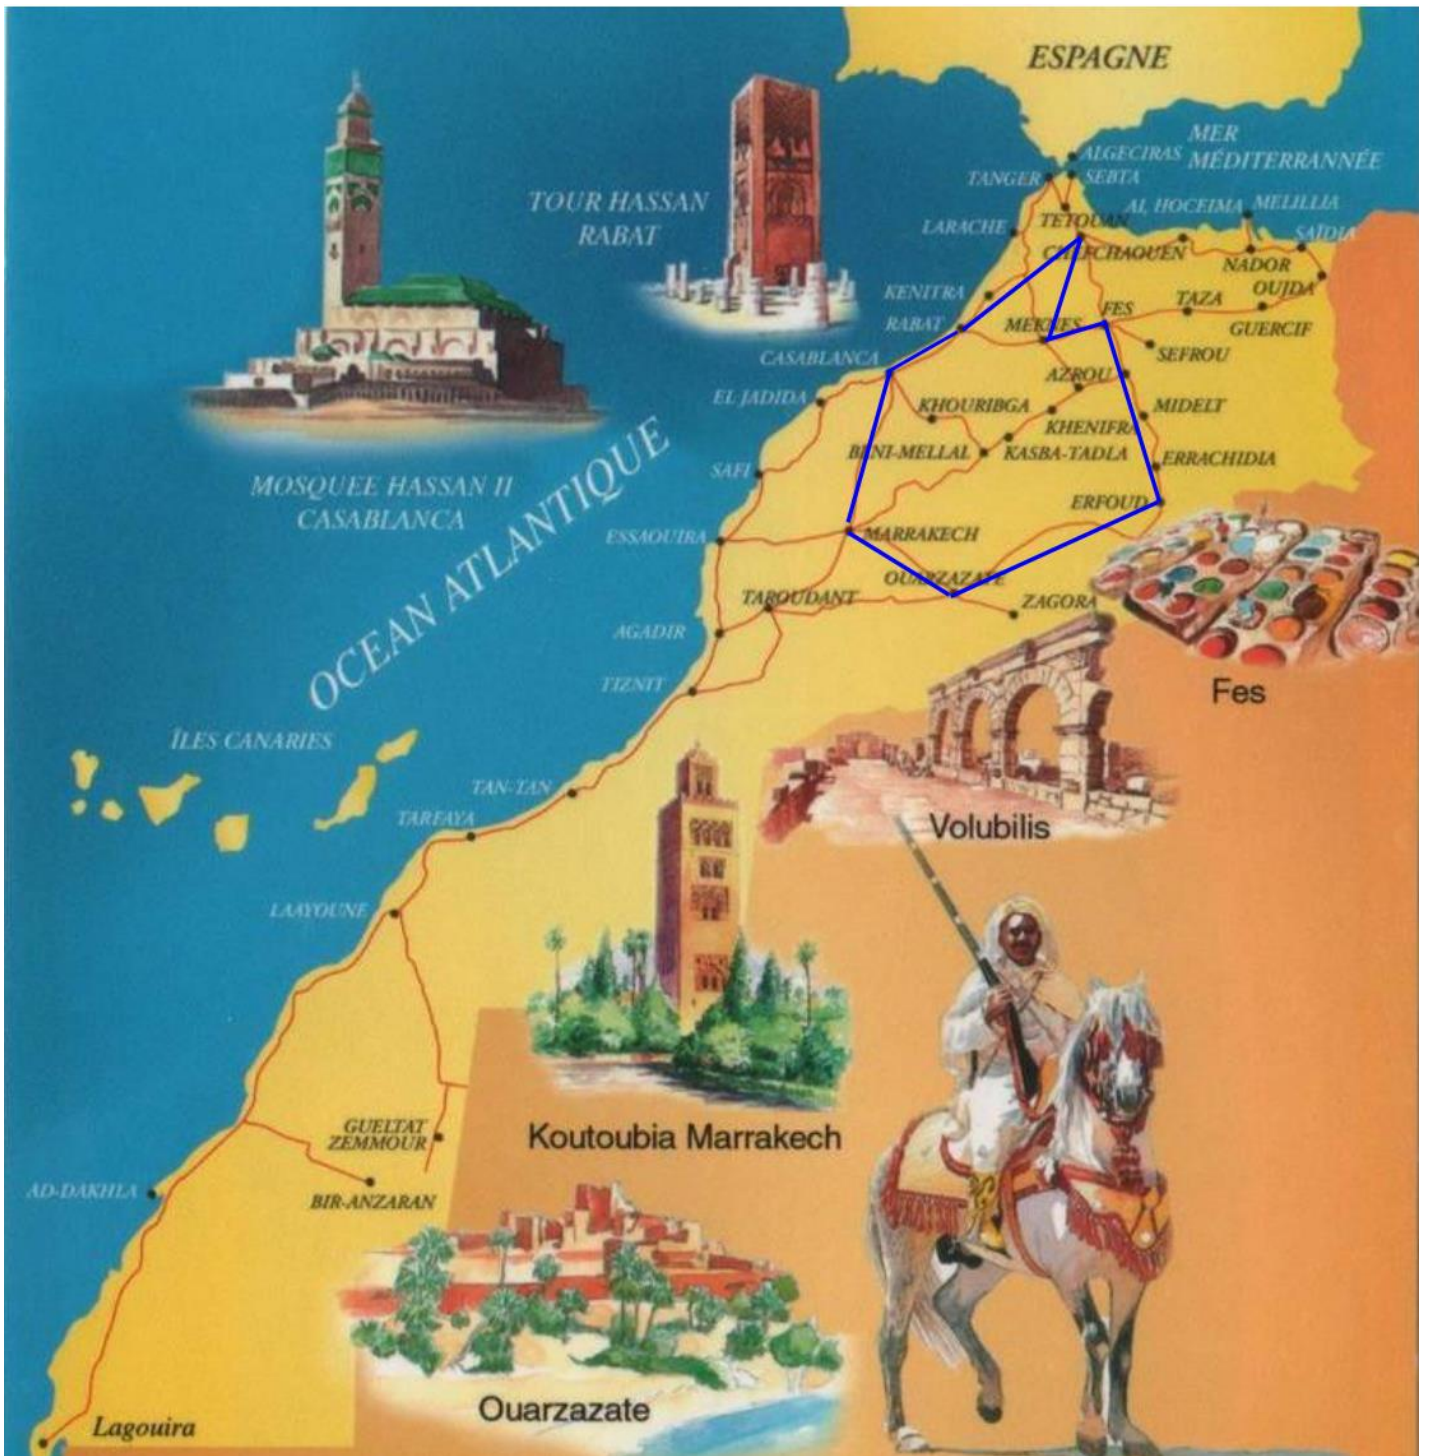 ESPAGNE
MER
MÉDITERRANNÉE
ALGECIRAS
TANGER
SEBTA
AL HOCEIMA
MELILLIA
LARACHE
TETOUAN
SAÏDIA
CHEFCHAOUEN
NADOR
OUJDA
KENITRA
TAZA
GUERCIF
RABAT
MEKNES
FES
SEFROU
CASABLANCA
AZROU
EL JADIDA
KHOURIBGA
MIDELT
KHENIFRA
BENI-MELLAL
KASBA-TADLA
ERRACHIDIA
SAFI
ERFOUD
ESSAOUIRA
MARRAKECH
OUARZAZATE
TAROUDANT
ZAGORA
AGADIR
TIZNIT
TOUR HASSAN
RABAT
MOSQUEE HASSAN II
CASABLANCA
OCEAN ATLANTIQUE
Fes
ÎLES CANARIES
TAN-TAN
TARFAYA
Volubilis
LAAYOUNE
GUELTAT
ZEMMOUR
Koutoubia Marrakech
AD-DAKHLA
BIR-ANZARAN
Ouarzazate
Lagouira